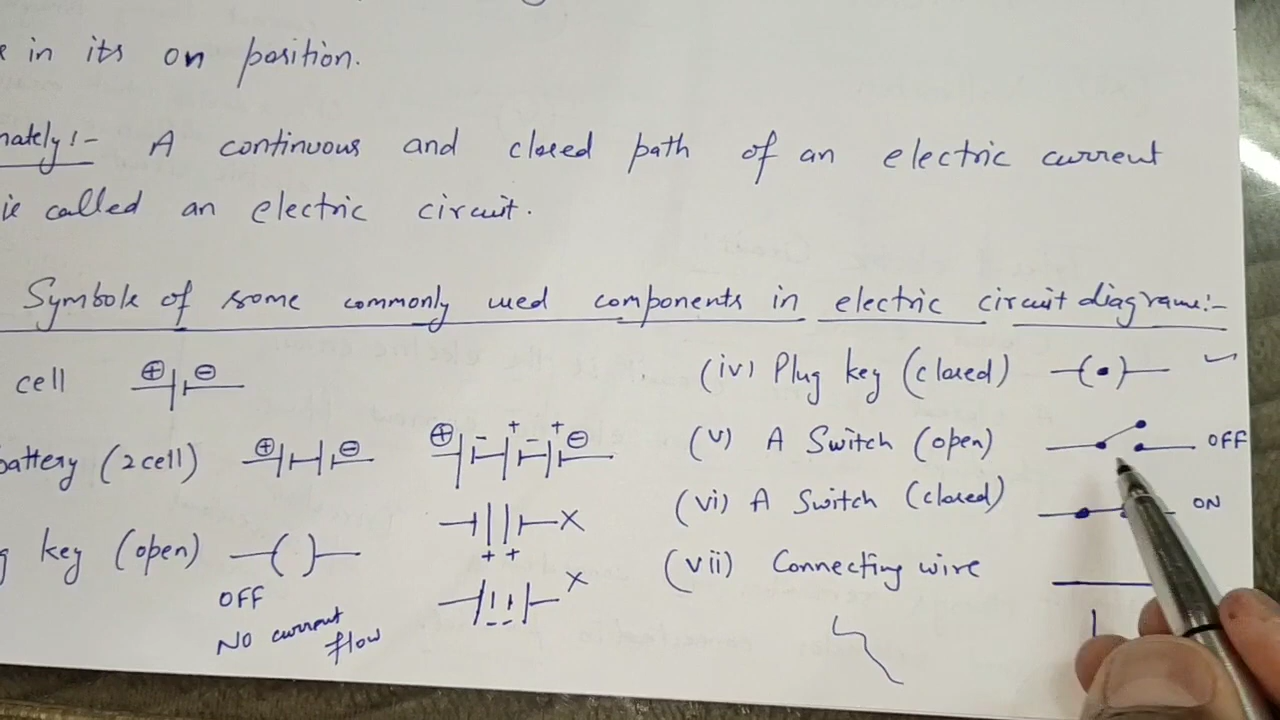 in its on position.
A continuous and closed path of an electric current
called an electric circuit.
Symbols of some commonly used components in electric circuit diagrams:-
cell ⊕ ⊖
battery (2 cell) ⊕ ⊖ ⊕ - + - + ⊖
key (open) X
+ +
OFF X
- -
No current flow
(iv) Plug key (closed)
(v) A Switch (open) OFF
(vi) A Switch (closed) ON
(vii) Connecting wire